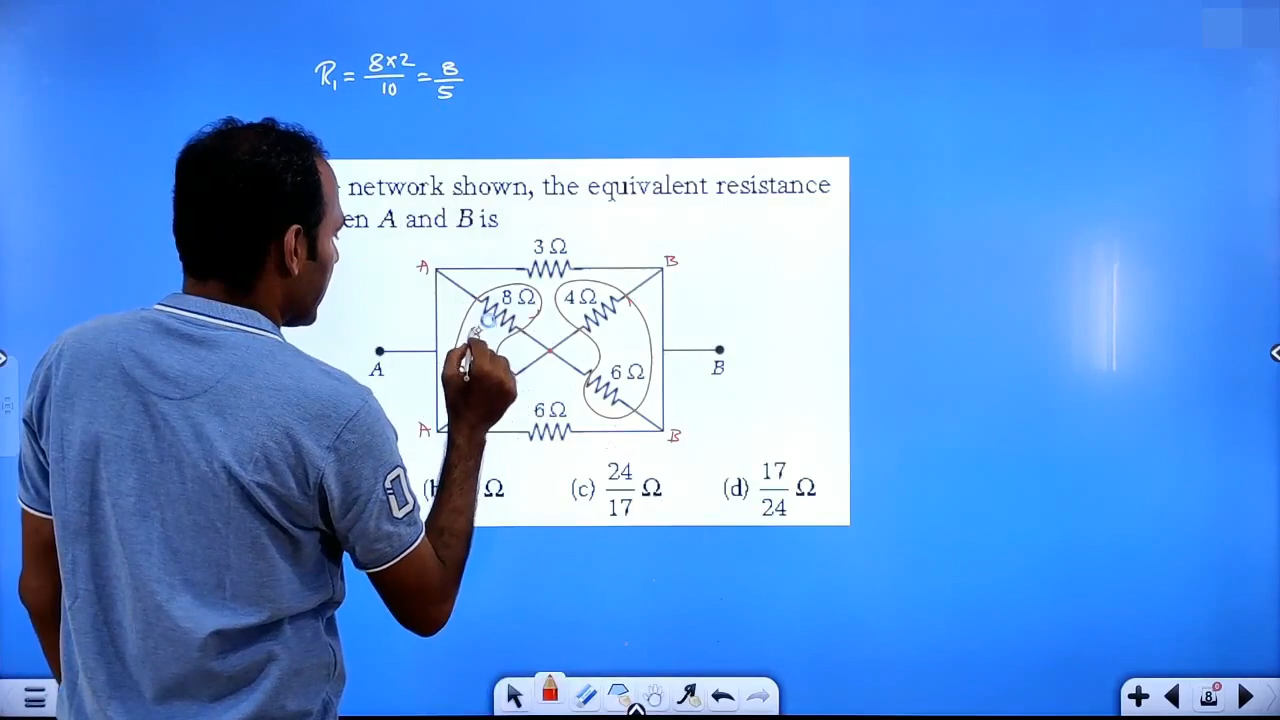 R₁ = 8×2/10 = 8/5
network shown, the equivalent resistance
en A and B is
3 Ω
A B
8 Ω 4 Ω
A B
6 Ω
6 Ω
A B
Ω (c) 24/17 Ω (d) 17/24 Ω
8